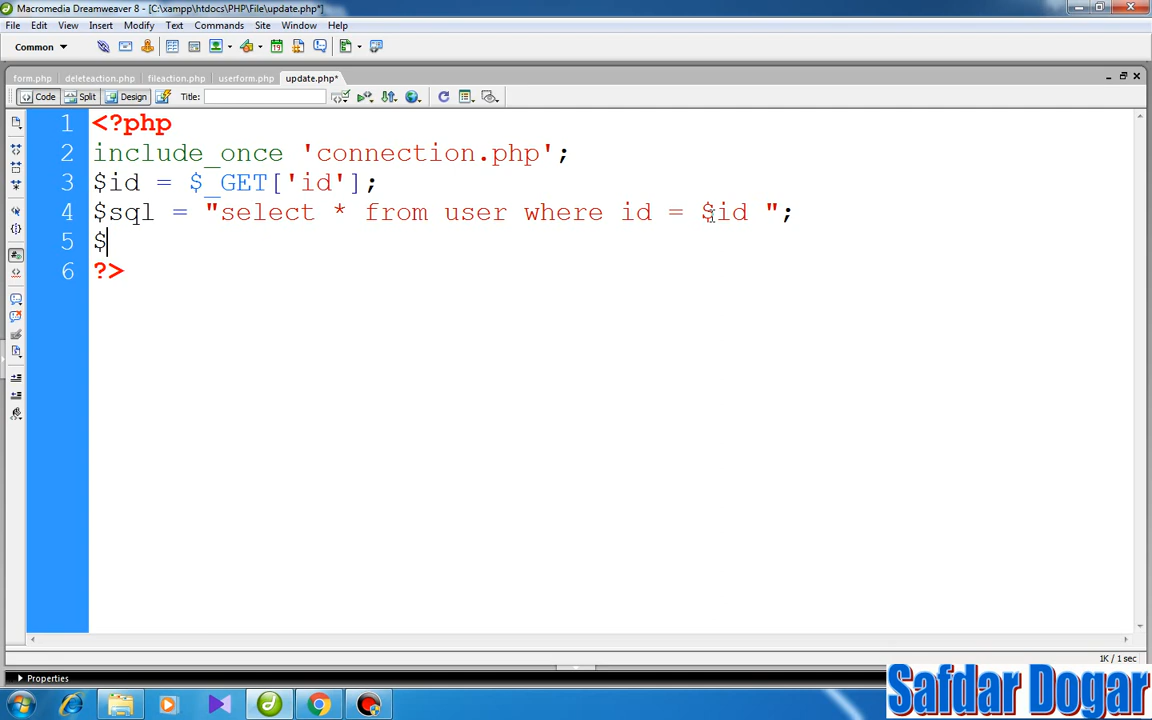 Macromedia Dreamweaver 8 - [C:\xampp\htdocs\PHP\File\update.php*]
File Edit View Insert Modify Text Commands Site Window Help
Common
form.php deleteaction.php fileaction.php userform.php update.php*
Code Split Design Title:
1 <?php
2 include_once 'connection.php';
3 $id = $_GET['id'];
4 $sql = "select * from user where id = $id ";
5 $
6 ?>
1K / 1 sec
Properties
Safdar Dogar